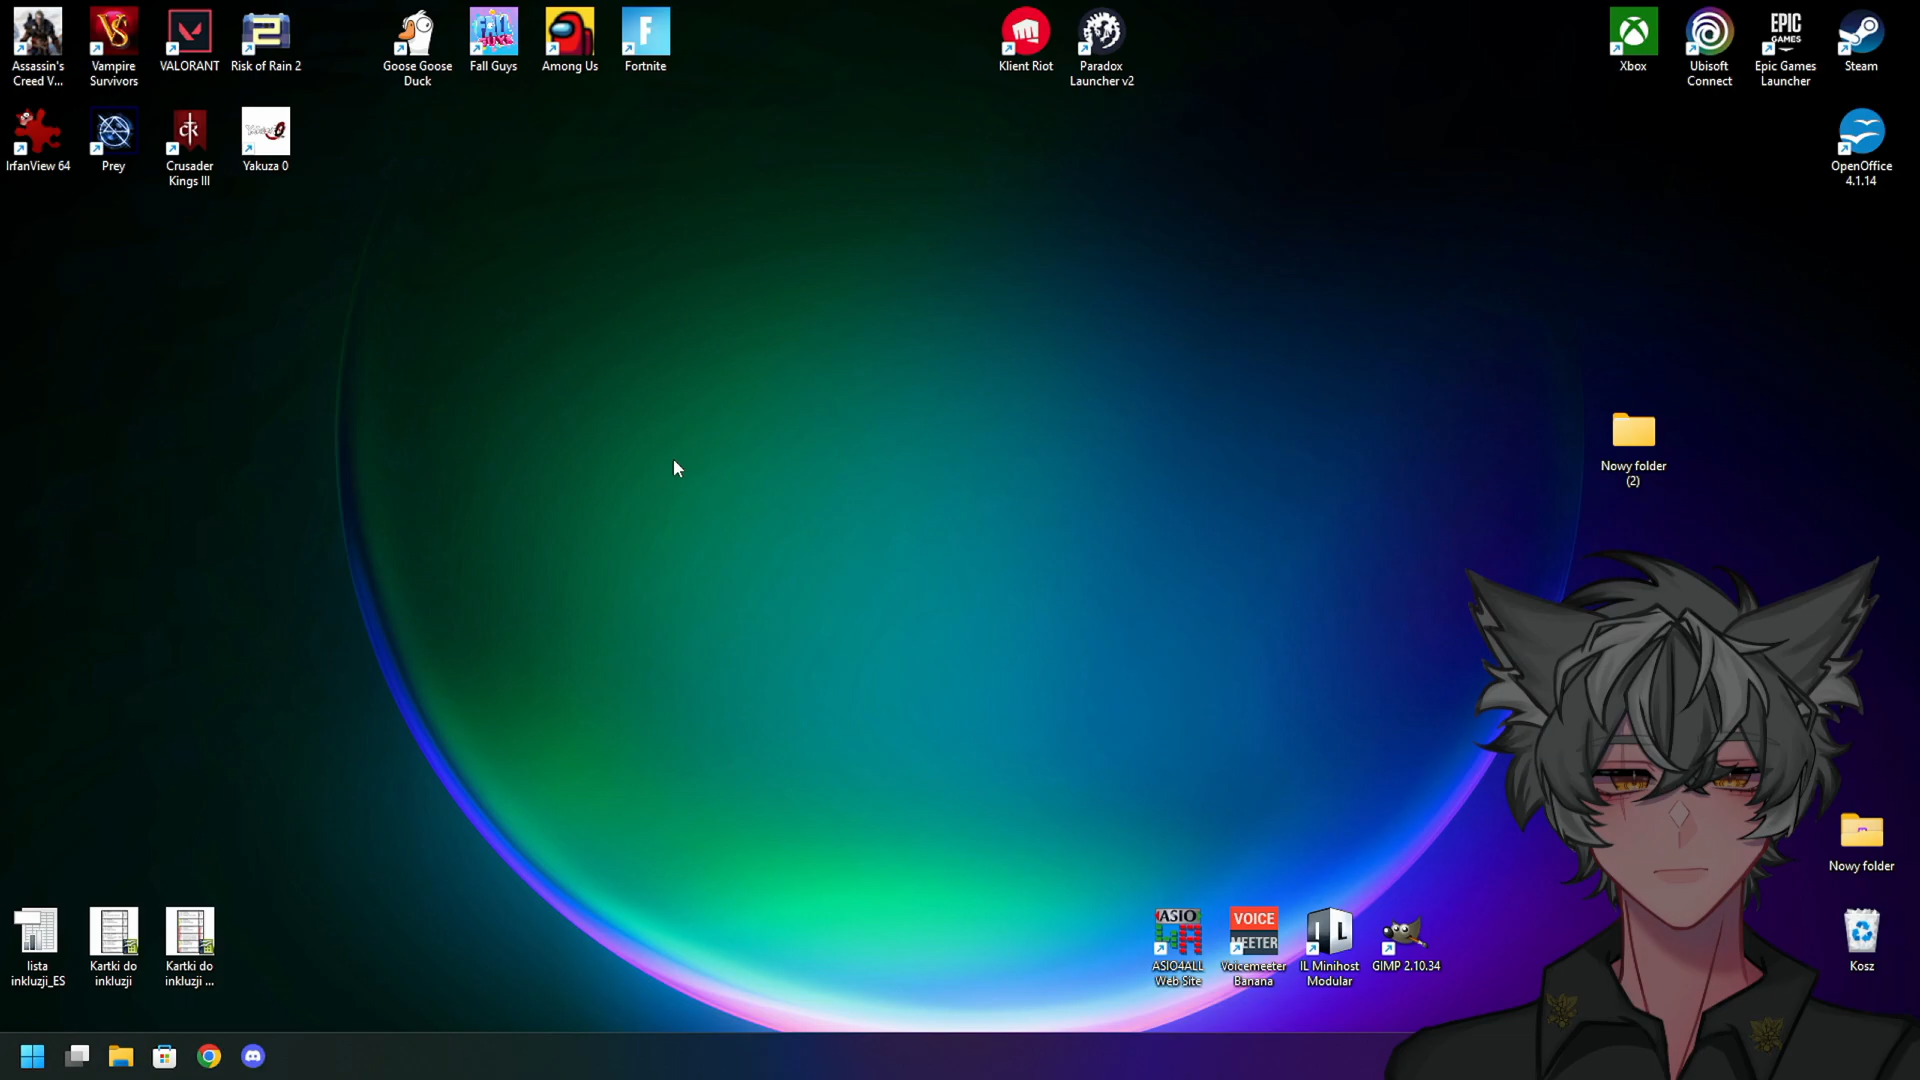 Assassin's
Creed V...
Vampire
Survivors
VALORANT
Risk of Rain 2
Goose Goose
Duck
Fall Guys
Among Us
Fortnite
Klient Riot
Paradox
Launcher v2
Xbox
Ubisoft
Connect
EPIC
GAMES
Epic Games
Launcher
Steam
IrfanView 64
Prey
Crusader
Kings III
Yakuza 0
OpenOffice
4.1.14
Nowy folder
(2)
Nowy folder
lista
inkluzji_ES
Kartki do
inkluzji
Kartki do
inkluzji ...
ASIO
ASIO4ALL
Web Site
VOICE
MEETER
Voicemeeter
Banana
IL
IL Minihost
Modular
GIMP 2.10.34
Kosz